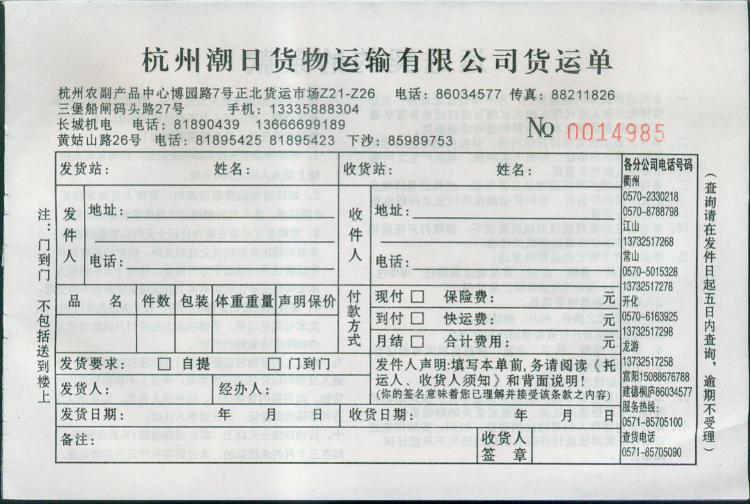 杭州潮日货物运输有限公司货运单
杭州农副产品中心博园路7号正北货运市场Z21-Z26 电话：86034577 传真：88211826
三堡船闸码头路27号 手机：13335888304
长城机电 电话：81890439 13666699189
黄姑山路26号 电话：81895425 81895423 下沙：85989753
No 0014985
注：门到门 不包括送到楼上
发货站： 姓名： 收货站： 姓名：
发件人 地址： 收件人 地址：
电话： 电话：
品名 件数 包装 体重重量 声明保价 付款方式 现付 □ 保险费： 元
到付 □ 快运费： 元
月结 □ 合计费用： 元
发货要求： □ 自提 □ 门到门
发件人声明：填写本单前，务请阅读《托
运人、收货人须知》和背面说明！
(你的签名意味着您已理解并接受该条款之内容)
发货人： 经办人：
发货日期： 年 月 日 收货日期： 年 月 日
备注： 收货人
签章
各分公司电话号码
衢州
0570-2330218
0570-8788798
江山
13732517268
常山
0570-5015328
13732517278
开化
0570-6163925
13732517298
龙游
13732517258
富阳15088676788
建德桐庐86034577
服务热线：
0571-85705100
查货电话
0571-85705090
（查询请在发件日起五日内查询，逾期不受理）